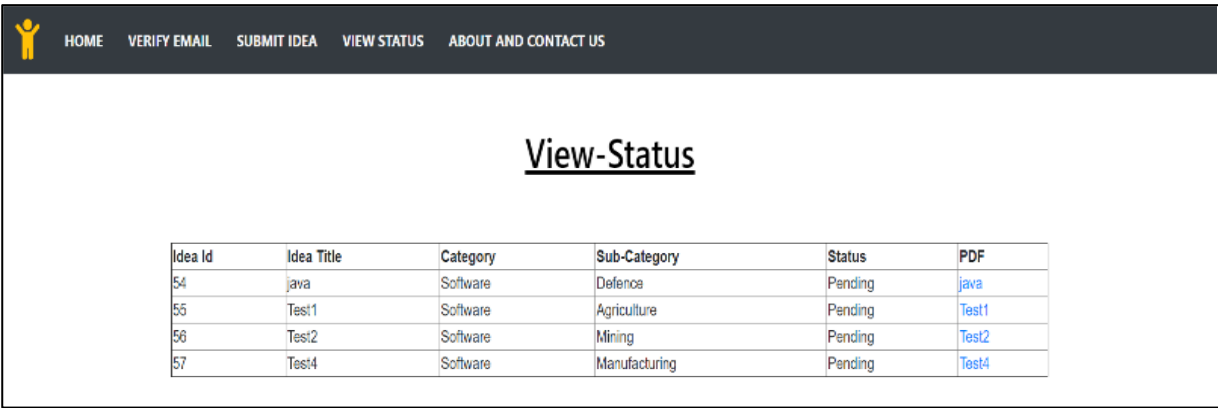 HOME VERIFY EMAIL SUBMIT IDEA VIEW STATUS ABOUT AND CONTACT US
View-Status
Idea Id Idea Title Category Sub-Category Status PDF
54 java Software Defence Pending java
55 Test1 Software Agriculture Pending Test1
56 Test2 Software Mining Pending Test2
57 Test4 Software Manufacturing Pending Test4